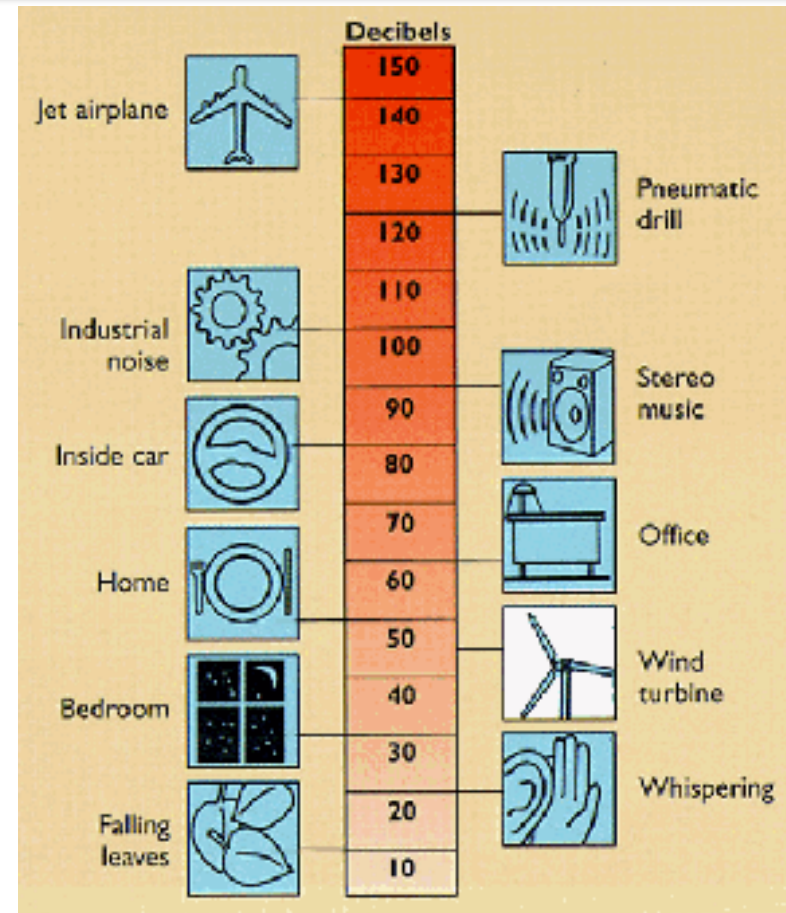 Decibels
150
Jet airplane
140
130
Pneumatic
drill
120
110
Industrial
noise
100
Stereo
music
90
Inside car
80
70
Office
Home
60
50
Wind
turbine
40
Bedroom
30
Whispering
20
Falling
leaves
10